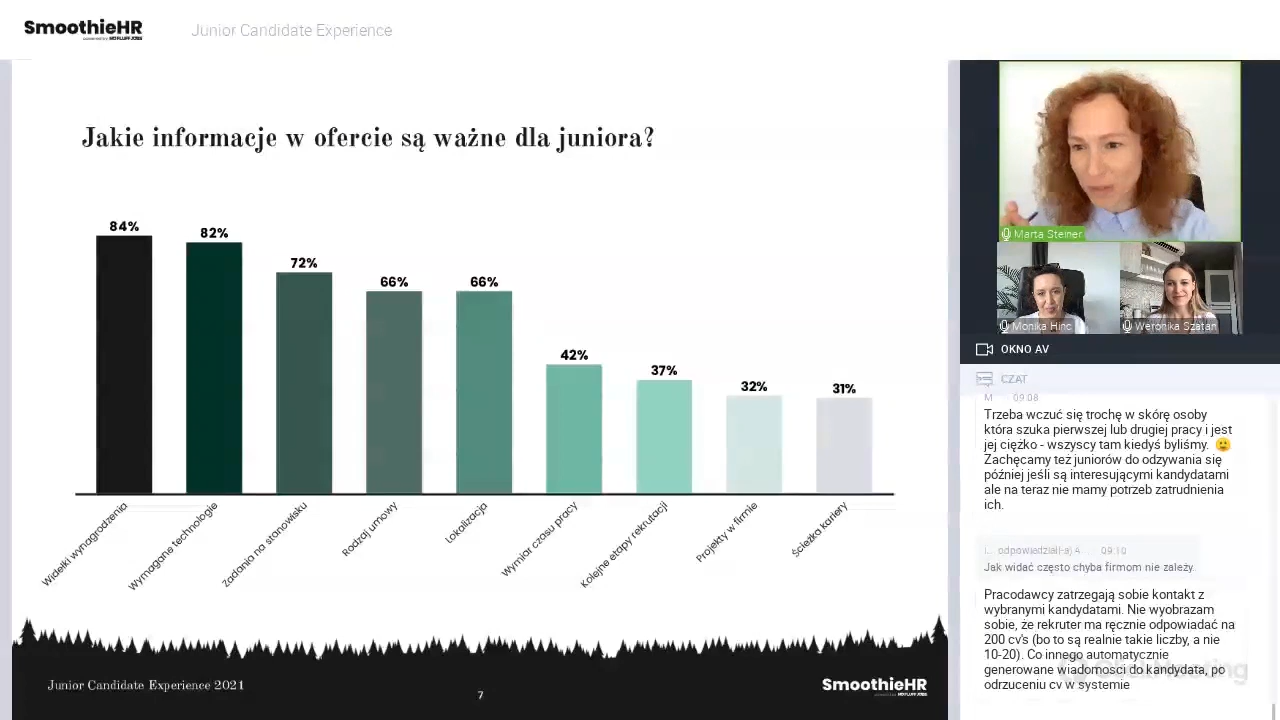 SmoothieHR
Junior Candidate Experience
Jakie informacje w ofercie są ważne dla juniora?
84%
82%
72%
66%
66%
42%
37%
32%
31%
Widełki wynagrodzenia
Wymagane technologie
Zadania na stanowisku
Rodzaj umowy
Lokalizacja
Wymiar czasu pracy
Kolejne etapy rekrutacji
Projekty w firmie
Ścieżka kariery
Junior Candidate Experience 2021
7
SmoothieHR
Marta Steiner
Monika Hinc
Weronika Szatan
OKNO AV
CZAT
M 09:08
Trzeba wczuć się trochę w skórę osoby
która szuka pierwszej lub drugiej pracy i jest
jej ciężko - wszyscy tam kiedyś byliśmy.
Zachęcamy też juniorów do odzywania się
później jeśli są interesującymi kandydatami
ale na teraz nie mamy potrzeb zatrudnienia
ich.
odpowiedział(-a) 09:10
Jak widać często chyba firmom nie zależy.
Pracodawcy zatrzegają sobie kontakt z
wybranymi kandydatami. Nie wyobrazam
sobie, że rekruter ma ręcznie odpowiadać na
200 cv's (bo to są realnie takie liczby, a nie
10-20). Co innego automatycznie
generowane wiadomosci do kandydata, po
odrzuceniu cv w systemie